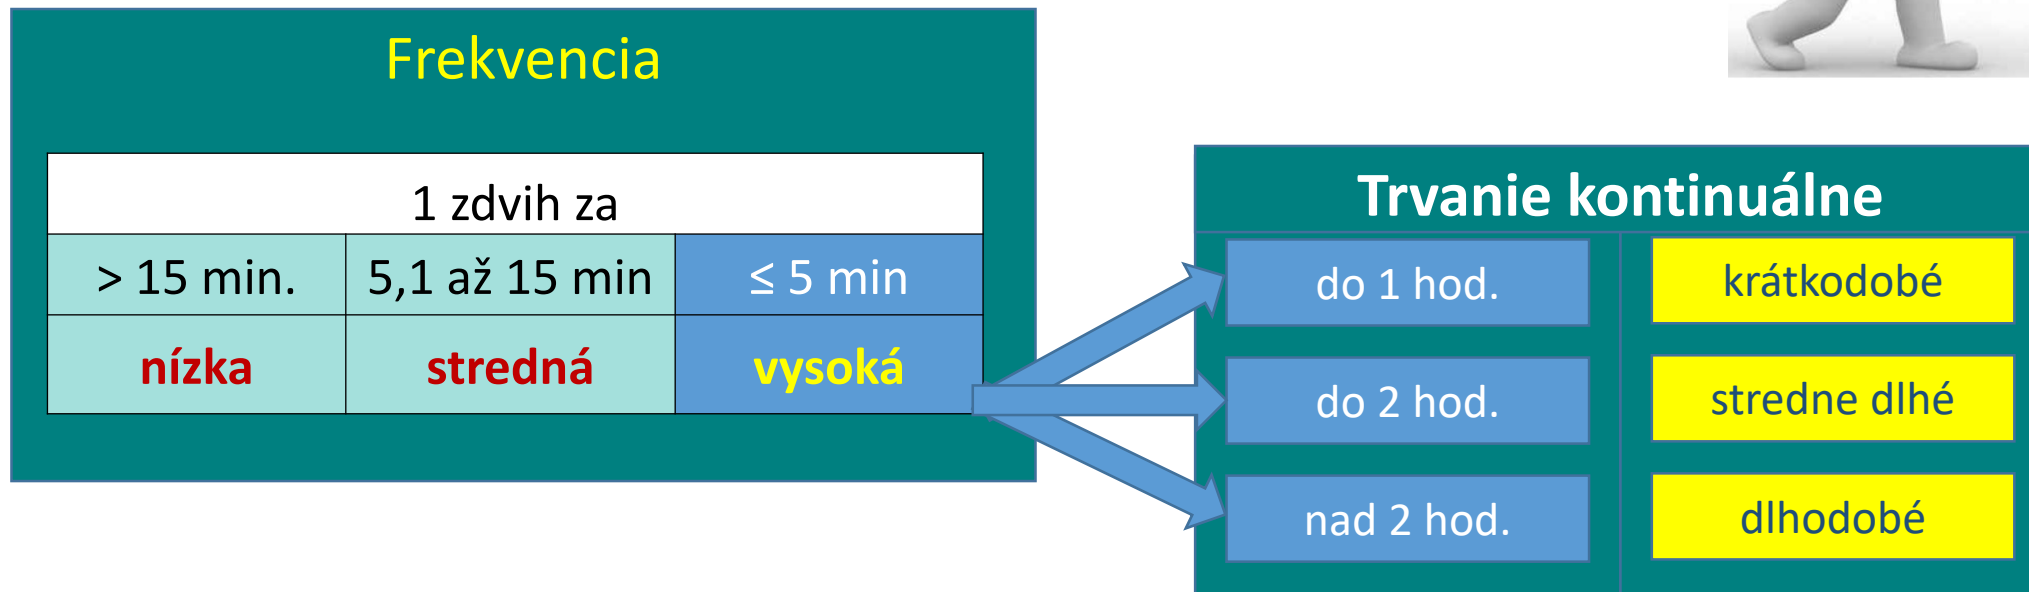 Frekvencia
1 zdvih za
> 15 min. 5,1 až 15 min ≤ 5 min
nízka stredná vysoká
Trvanie kontinuálne
do 1 hod. krátkodobé
do 2 hod. stredne dlhé
nad 2 hod. dlhodobé